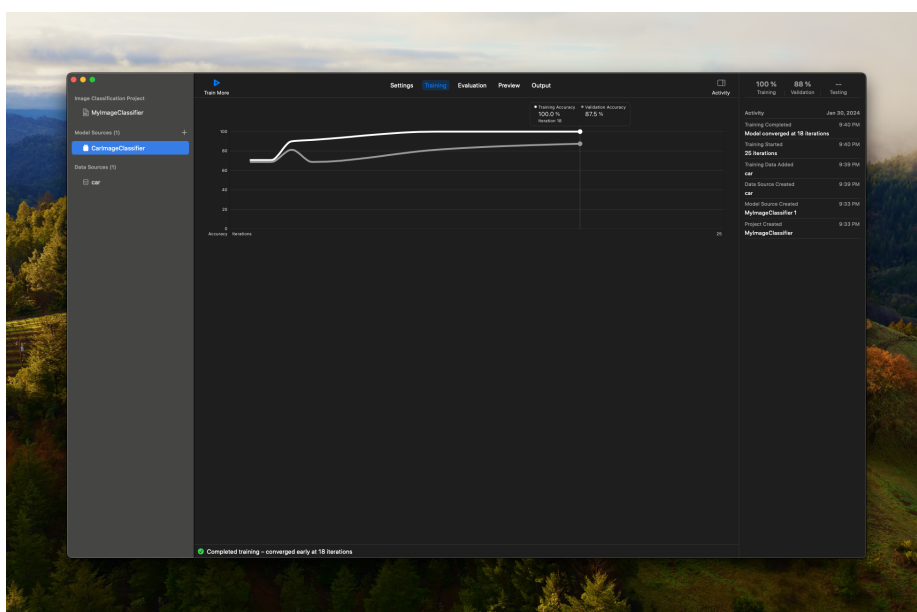 Train More
Settings Training Evaluation Preview Output
Activity
100 % 88 % --
Training Validation Testing
Image Classification Project
MyImageClassifier
Model Sources (1) +
CarImageClassifier
Data Sources (1)
car
Training Accuracy Validation Accuracy
100.0 % 87.5 %
Iteration 18
100
80
60
40
20
0
Accuracy Iterations 25
Activity Jan 30, 2024
Training Completed 9:40 PM
Model converged at 18 iterations
Training Started 9:40 PM
25 iterations
Training Data Added 9:39 PM
car
Data Source Created 9:39 PM
car
Model Source Created 9:33 PM
MyImageClassifier 1
Project Created 9:33 PM
MyImageClassifier
Completed training – converged early at 18 iterations